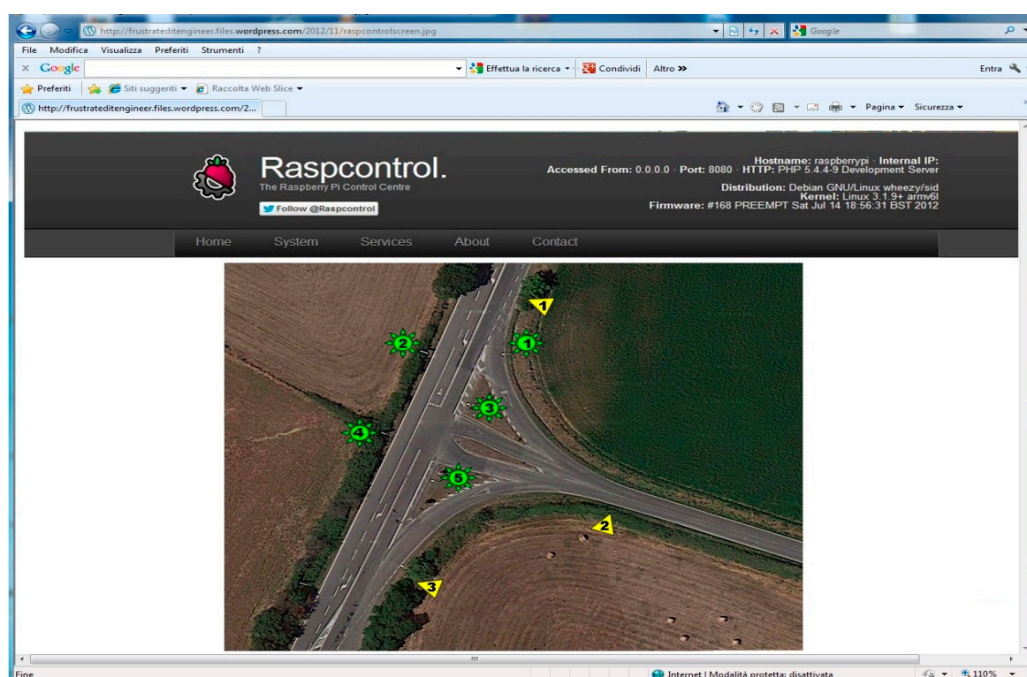 http://frustrateditengineer.files.wordpress.com/2012/11/raspcontrolscreen.jpg
Google
File Modifica Visualizza Preferiti Strumenti ?
x Google
Effettua la ricerca
Condividi
Altro »
Entra
Preferiti
Siti suggeriti
Raccolta Web Slice
http://frustrateditengineer.files.wordpress.com/2...
Pagina
Sicurezza
Raspcontrol.
The Raspberry Pi Control Centre
Follow @Raspcontrol
Hostname: raspberrypi · Internal IP:
Accessed From: 0.0.0.0 · Port: 8080 · HTTP: PHP 5.4.4-9 Development Server
Distribution: Debian GNU/Linux wheezy/sid
Kernel: Linux 3.1.9+ armv6l
Firmware: #168 PREEMPT Sat Jul 14 18:56:31 BST 2012
Home System Services About Contact
1
2
1
3
4
5
2
3
Fine
Internet | Modalità protetta: disattivata
110%